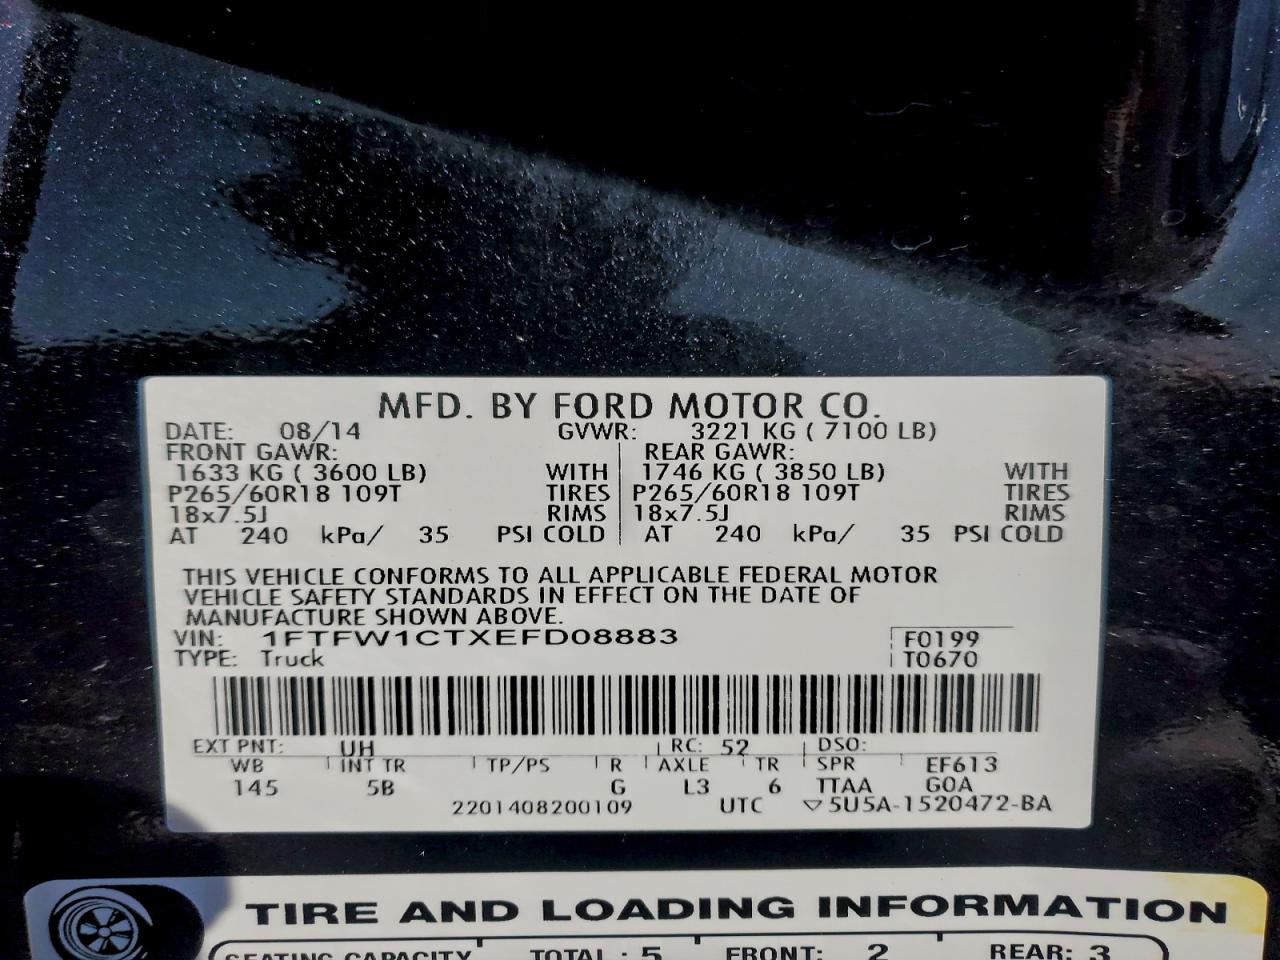 MFD. BY FORD MOTOR CO.
DATE: 08/14 GVWR: 3221 KG ( 7100 LB)
FRONT GAWR: REAR GAWR:
1633 KG ( 3600 LB) WITH 1746 KG ( 3850 LB) WITH
P265/60R18 109T TIRES P265/60R18 109T TIRES
18x7.5J RIMS 18x7.5J RIMS
AT 240 kPa/ 35 PSI COLD AT 240 kPa/ 35 PSI COLD
THIS VEHICLE CONFORMS TO ALL APPLICABLE FEDERAL MOTOR
VEHICLE SAFETY STANDARDS IN EFFECT ON THE DATE OF
MANUFACTURE SHOWN ABOVE.
VIN: 1FTFW1CTXEFD08883 F0199
TYPE: Truck T0670
EXT PNT: UH RC: 52 DSO:
WB INT TR TP/PS R AXLE TR SPR EF613
145 5B G L3 6 TTAA GOA
2201408200109 UTC ▽5U5A-1520472-BA
TIRE AND LOADING INFORMATION
SEATING CAPACITY TOTAL : 5 FRONT: 2 REAR: 3